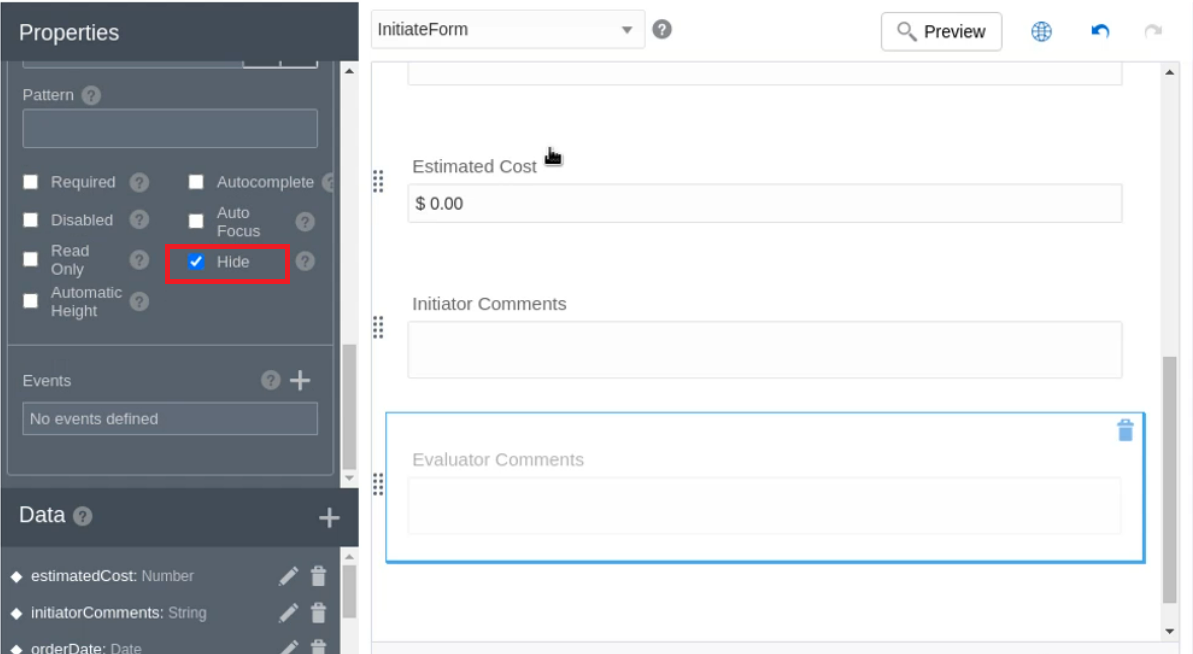 Properties
InitiateForm
?
Preview
Pattern ?
Required ?
Autocomplete ?
Disabled ?
Auto
Focus ?
Read
Only ?
Hide ?
Automatic
Height ?
Events ?
No events defined
Data ?
estimatedCost: Number
initiatorComments: String
orderDate: Date
Estimated Cost
$ 0.00
Initiator Comments
Evaluator Comments